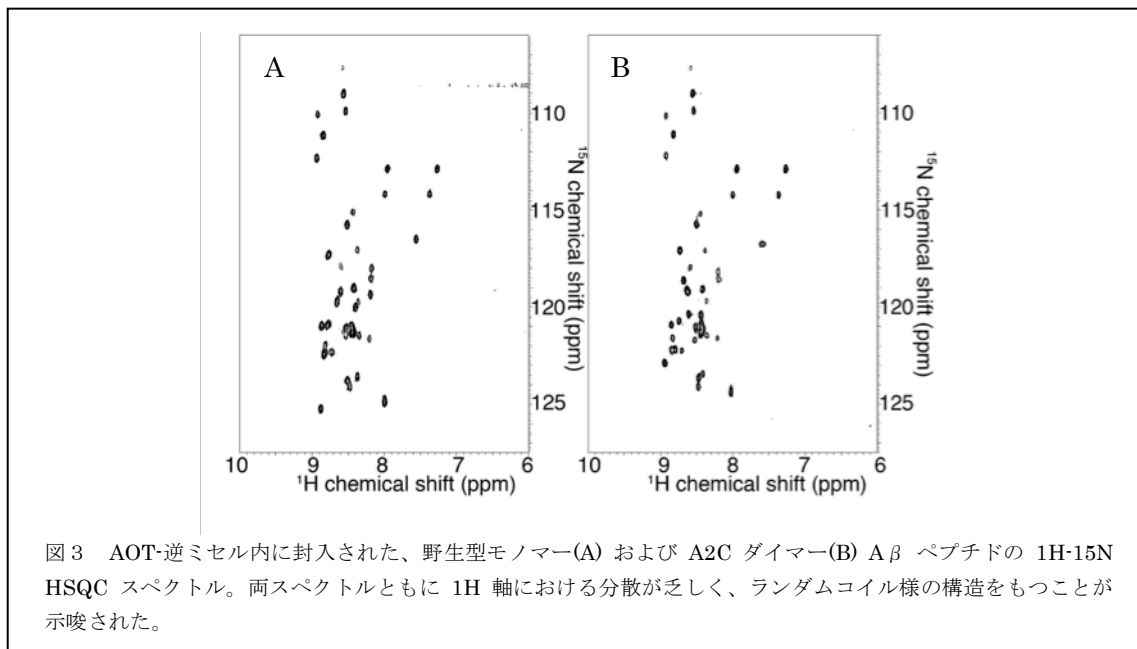 A
B
110
110
115
115
120
120
125
125
¹⁵N chemical shift (ppm)
¹⁵N chemical shift (ppm)
10 9 8 7 6
10 9 8 7 6
¹H chemical shift (ppm)
¹H chemical shift (ppm)
図３ AOT-逆ミセル内に封入された、野生型モノマー(A) および A2C ダイマー(B) Aβ ペプチドの 1H-15N
HSQC スペクトル。両スペクトルともに 1H 軸における分散が乏しく、ランダムコイル様の構造をもつことが
示唆された。